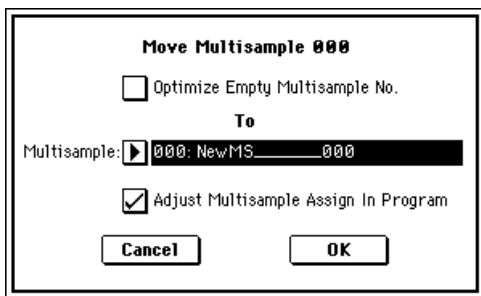 Move Multisample 000
Optimize Empty Multisample No.
To
Multisample: 000: NewMS_______000
Adjust Multisample Assign In Program
Cancel OK